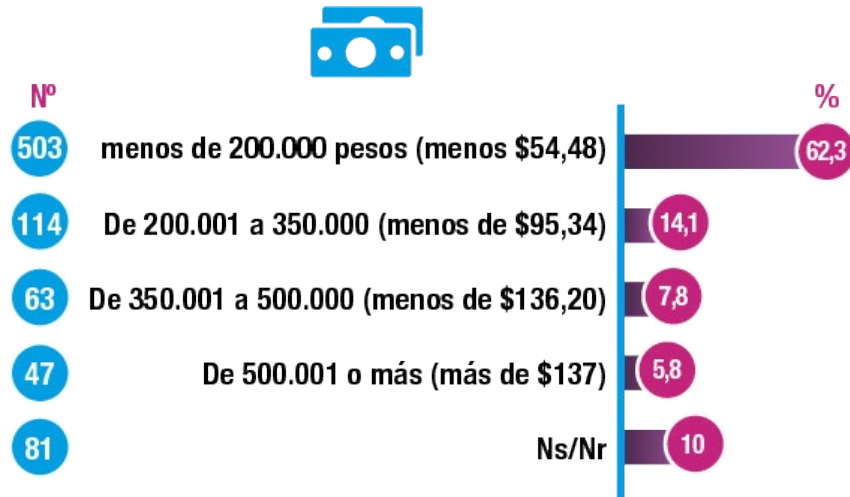 Nº %
503 menos de 200.000 pesos (menos $54,48) 62,3
114 De 200.001 a 350.000 (menos de $95,34) 14,1
63 De 350.001 a 500.000 (menos de $136,20) 7,8
47 De 500.001 o más (más de $137) 5,8
81 Ns/Nr 10